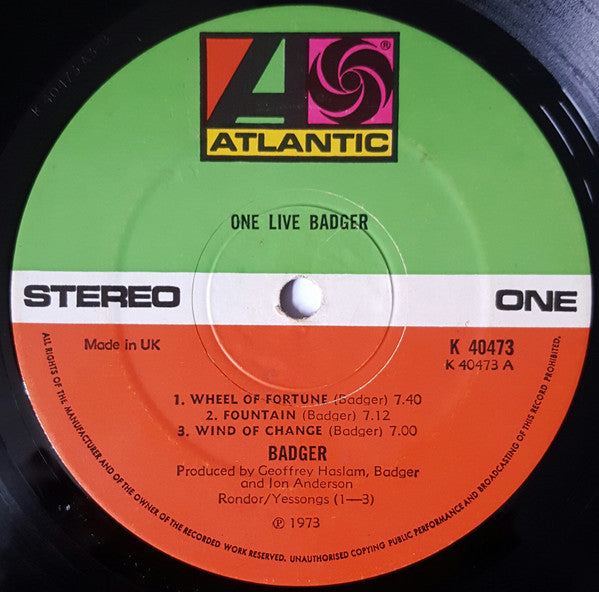 K 40473 A
®
ATLANTIC
ONE LIVE BADGER
STEREO
ONE
Made in UK
K 40473
K 40473 A
1. WHEEL OF FORTUNE (Badger) 7.40
2. FOUNTAIN (Badger) 7.12
3. WIND OF CHANGE (Badger) 7.00
BADGER
Produced by Geoffrey Haslam, Badger
and Jon Anderson
Rondor/Yessongs (1—3)
℗ 1973
ALL RIGHTS OF THE MANUFACTURER AND OF THE OWNER OF THE RECORDED WORK RESERVED. UNAUTHORISED COPYING PUBLIC PERFORMANCE AND BROADCASTING OF THIS RECORD PROHIBITED.